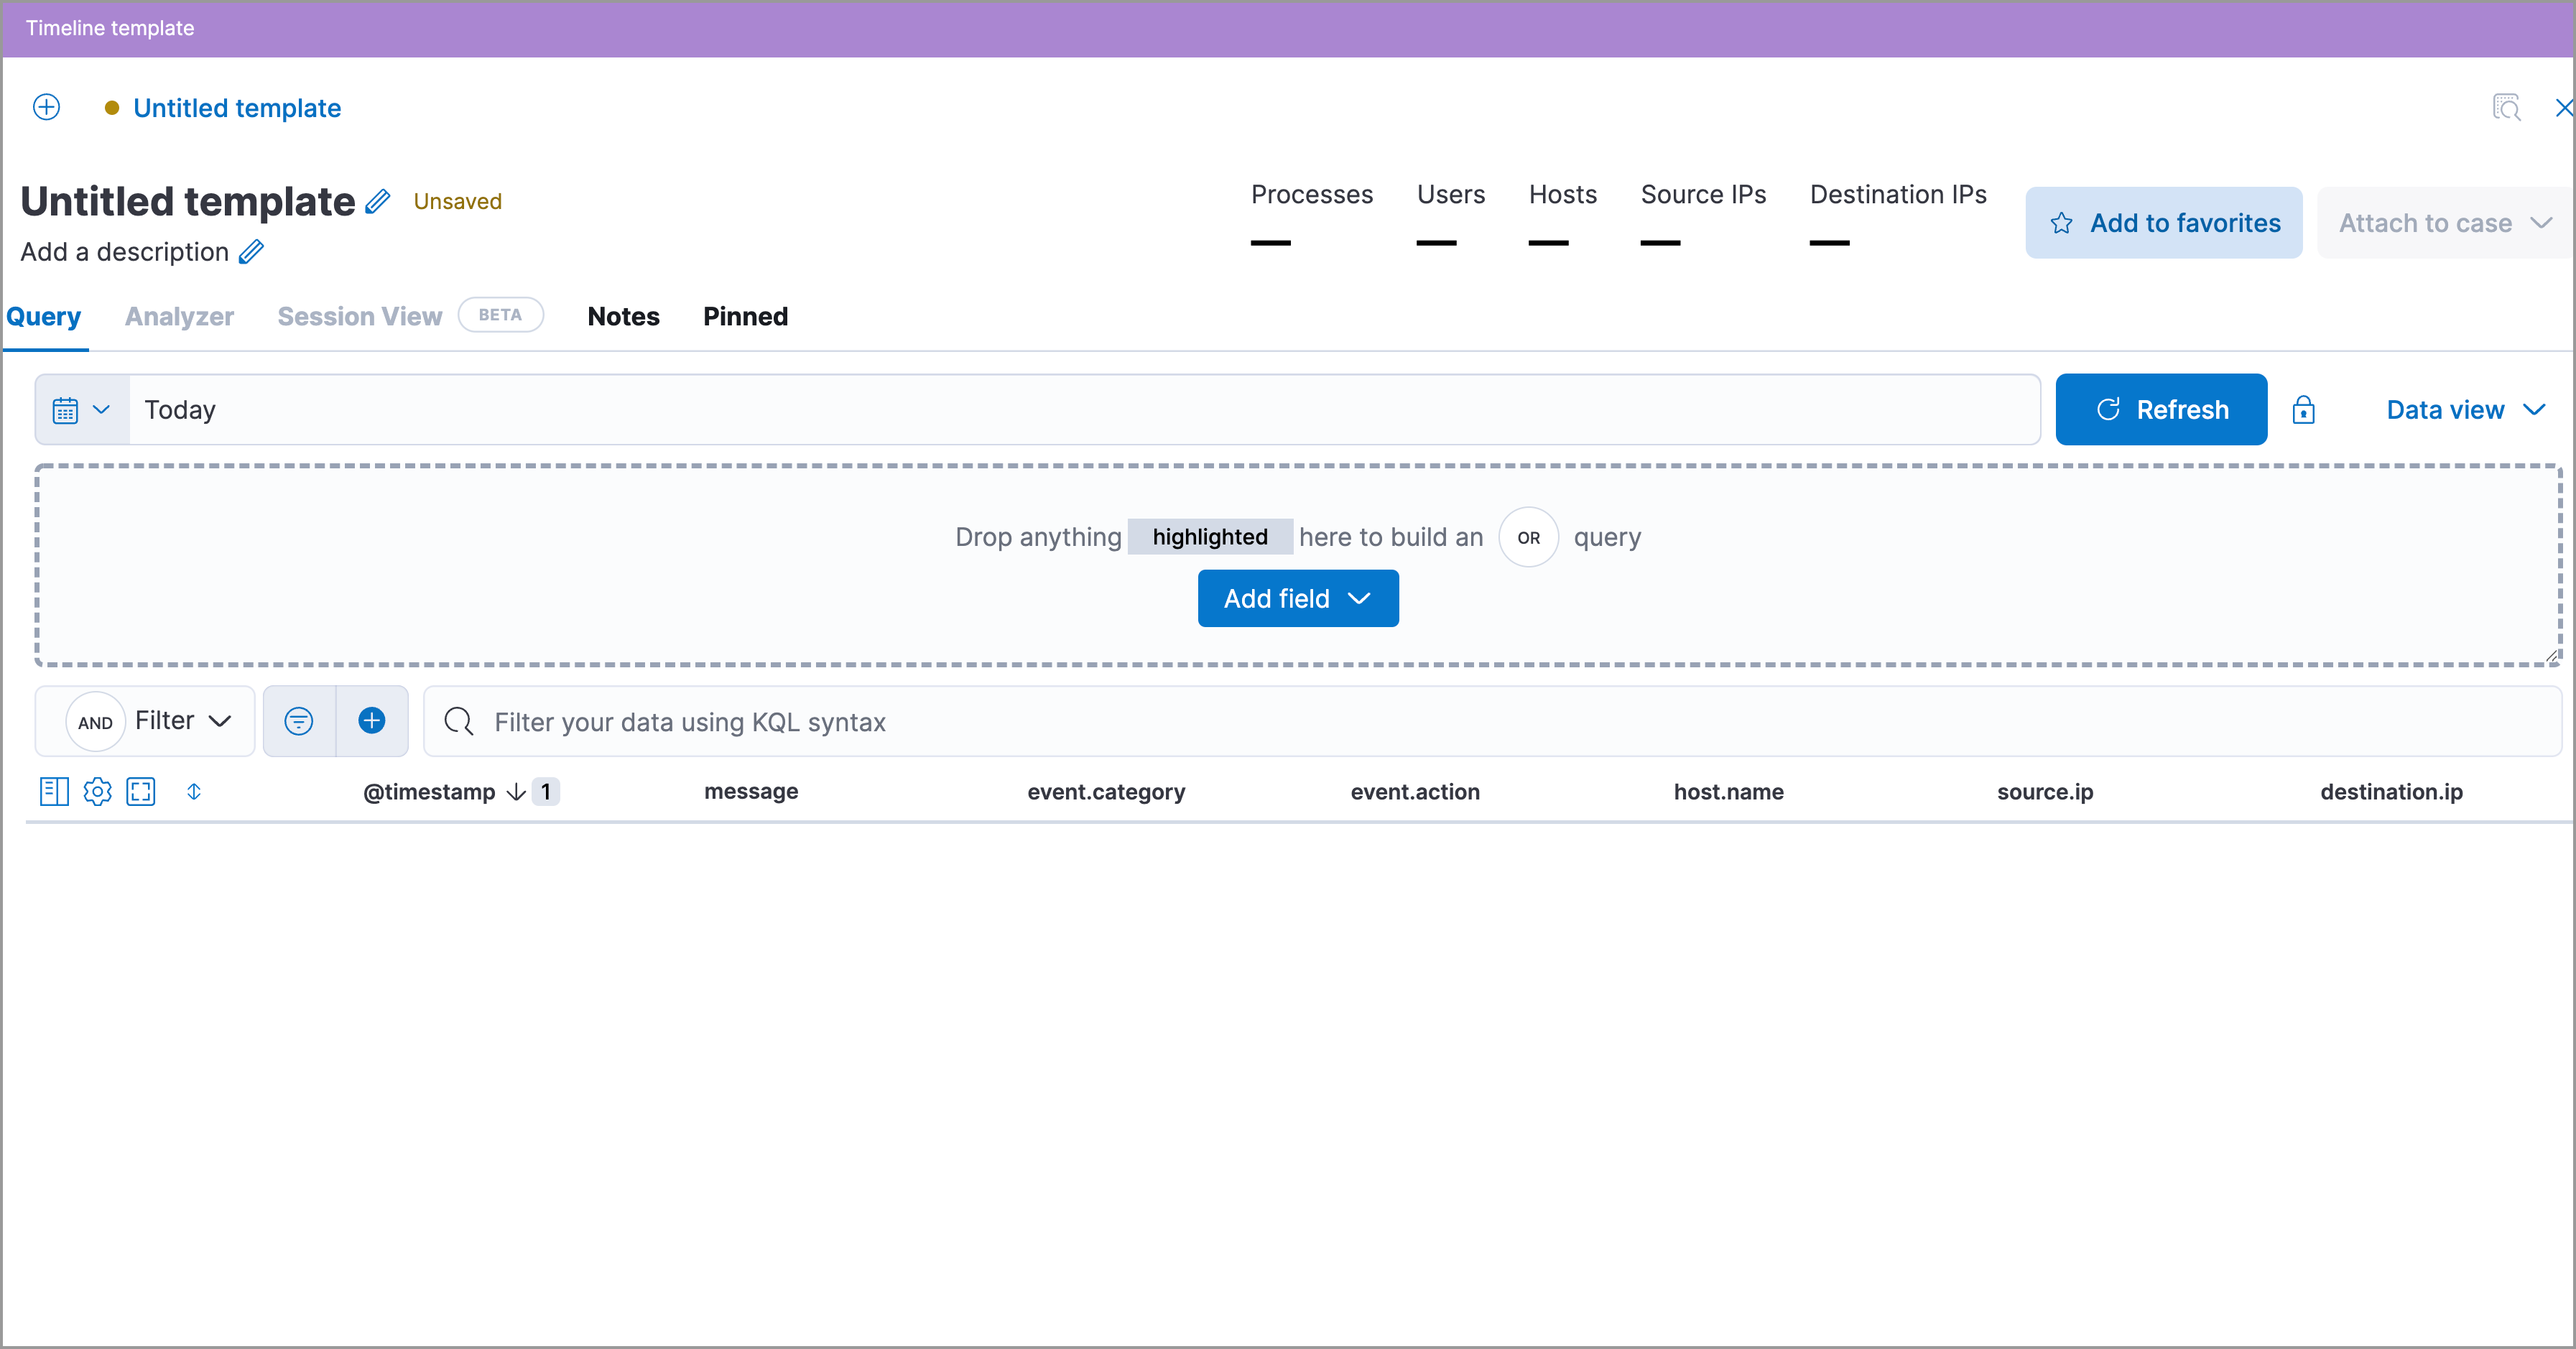 Timeline template
Untitled template
Untitled template Unsaved
Add a description
Processes Users Hosts Source IPs Destination IPs
Add to favorites
Attach to case
Query Analyzer Session View BETA Notes Pinned
Today
Refresh
Data view
Drop anything highlighted here to build an OR query
Add field
AND Filter
Filter your data using KQL syntax
@timestamp 1 message event.category event.action host.name source.ip destination.ip